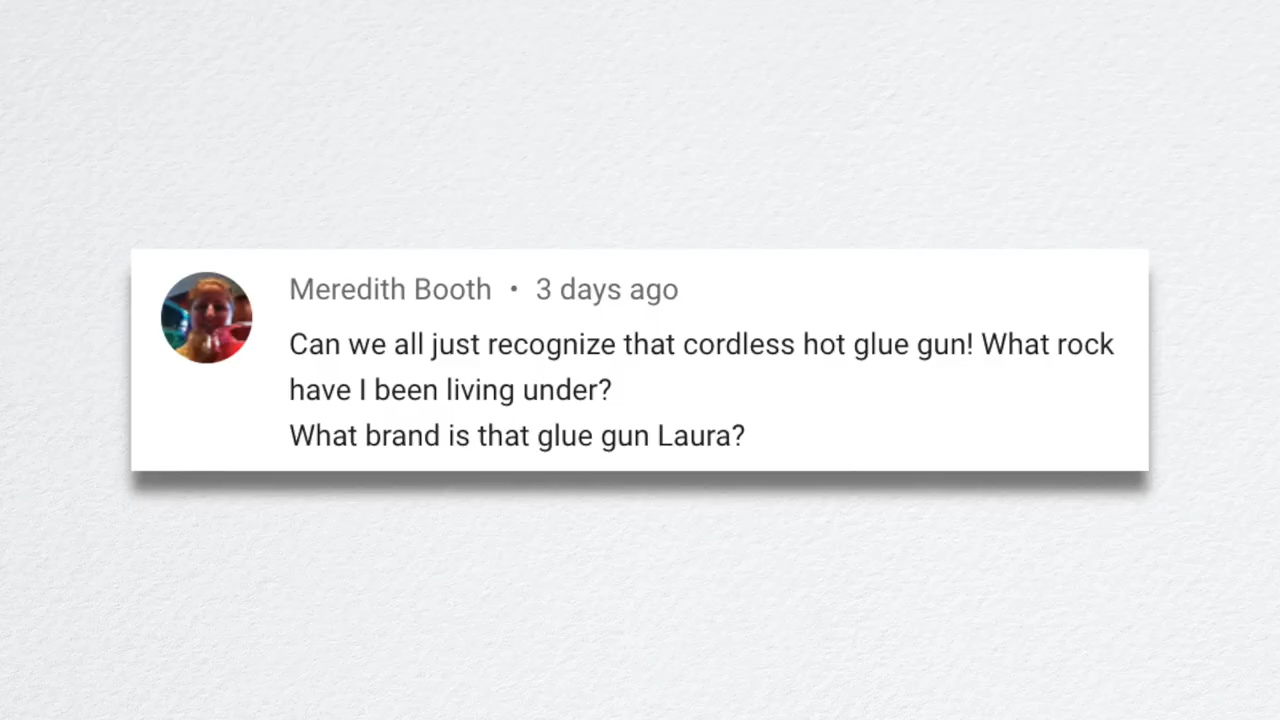 Meredith Booth • 3 days ago
Can we all just recognize that cordless hot glue gun! What rock
have I been living under?
What brand is that glue gun Laura?